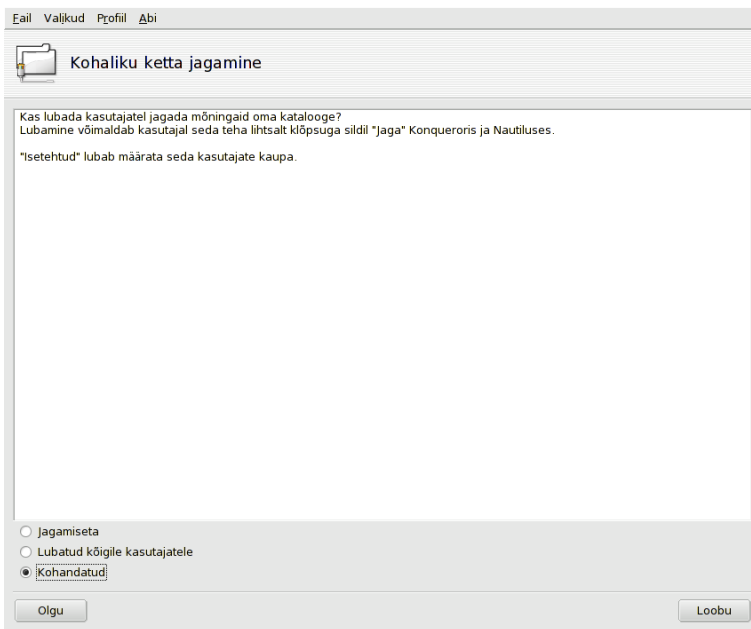 Fail Valikud Profiil Abi
Kohaliku ketta jagamine
Kas lubada kasutajatel jagada mõningaid oma katalooge?
Lubamine võimaldab kasutajal seda teha lihtsalt klõpsuga sildil "Jaga" Konqueroris ja Nautiluses.
"Isetehtud" lubab määrata seda kasutajate kaupa.
Jagamiseta
Lubatud kõigile kasutajatele
Kohandatud
Olgu Loobu